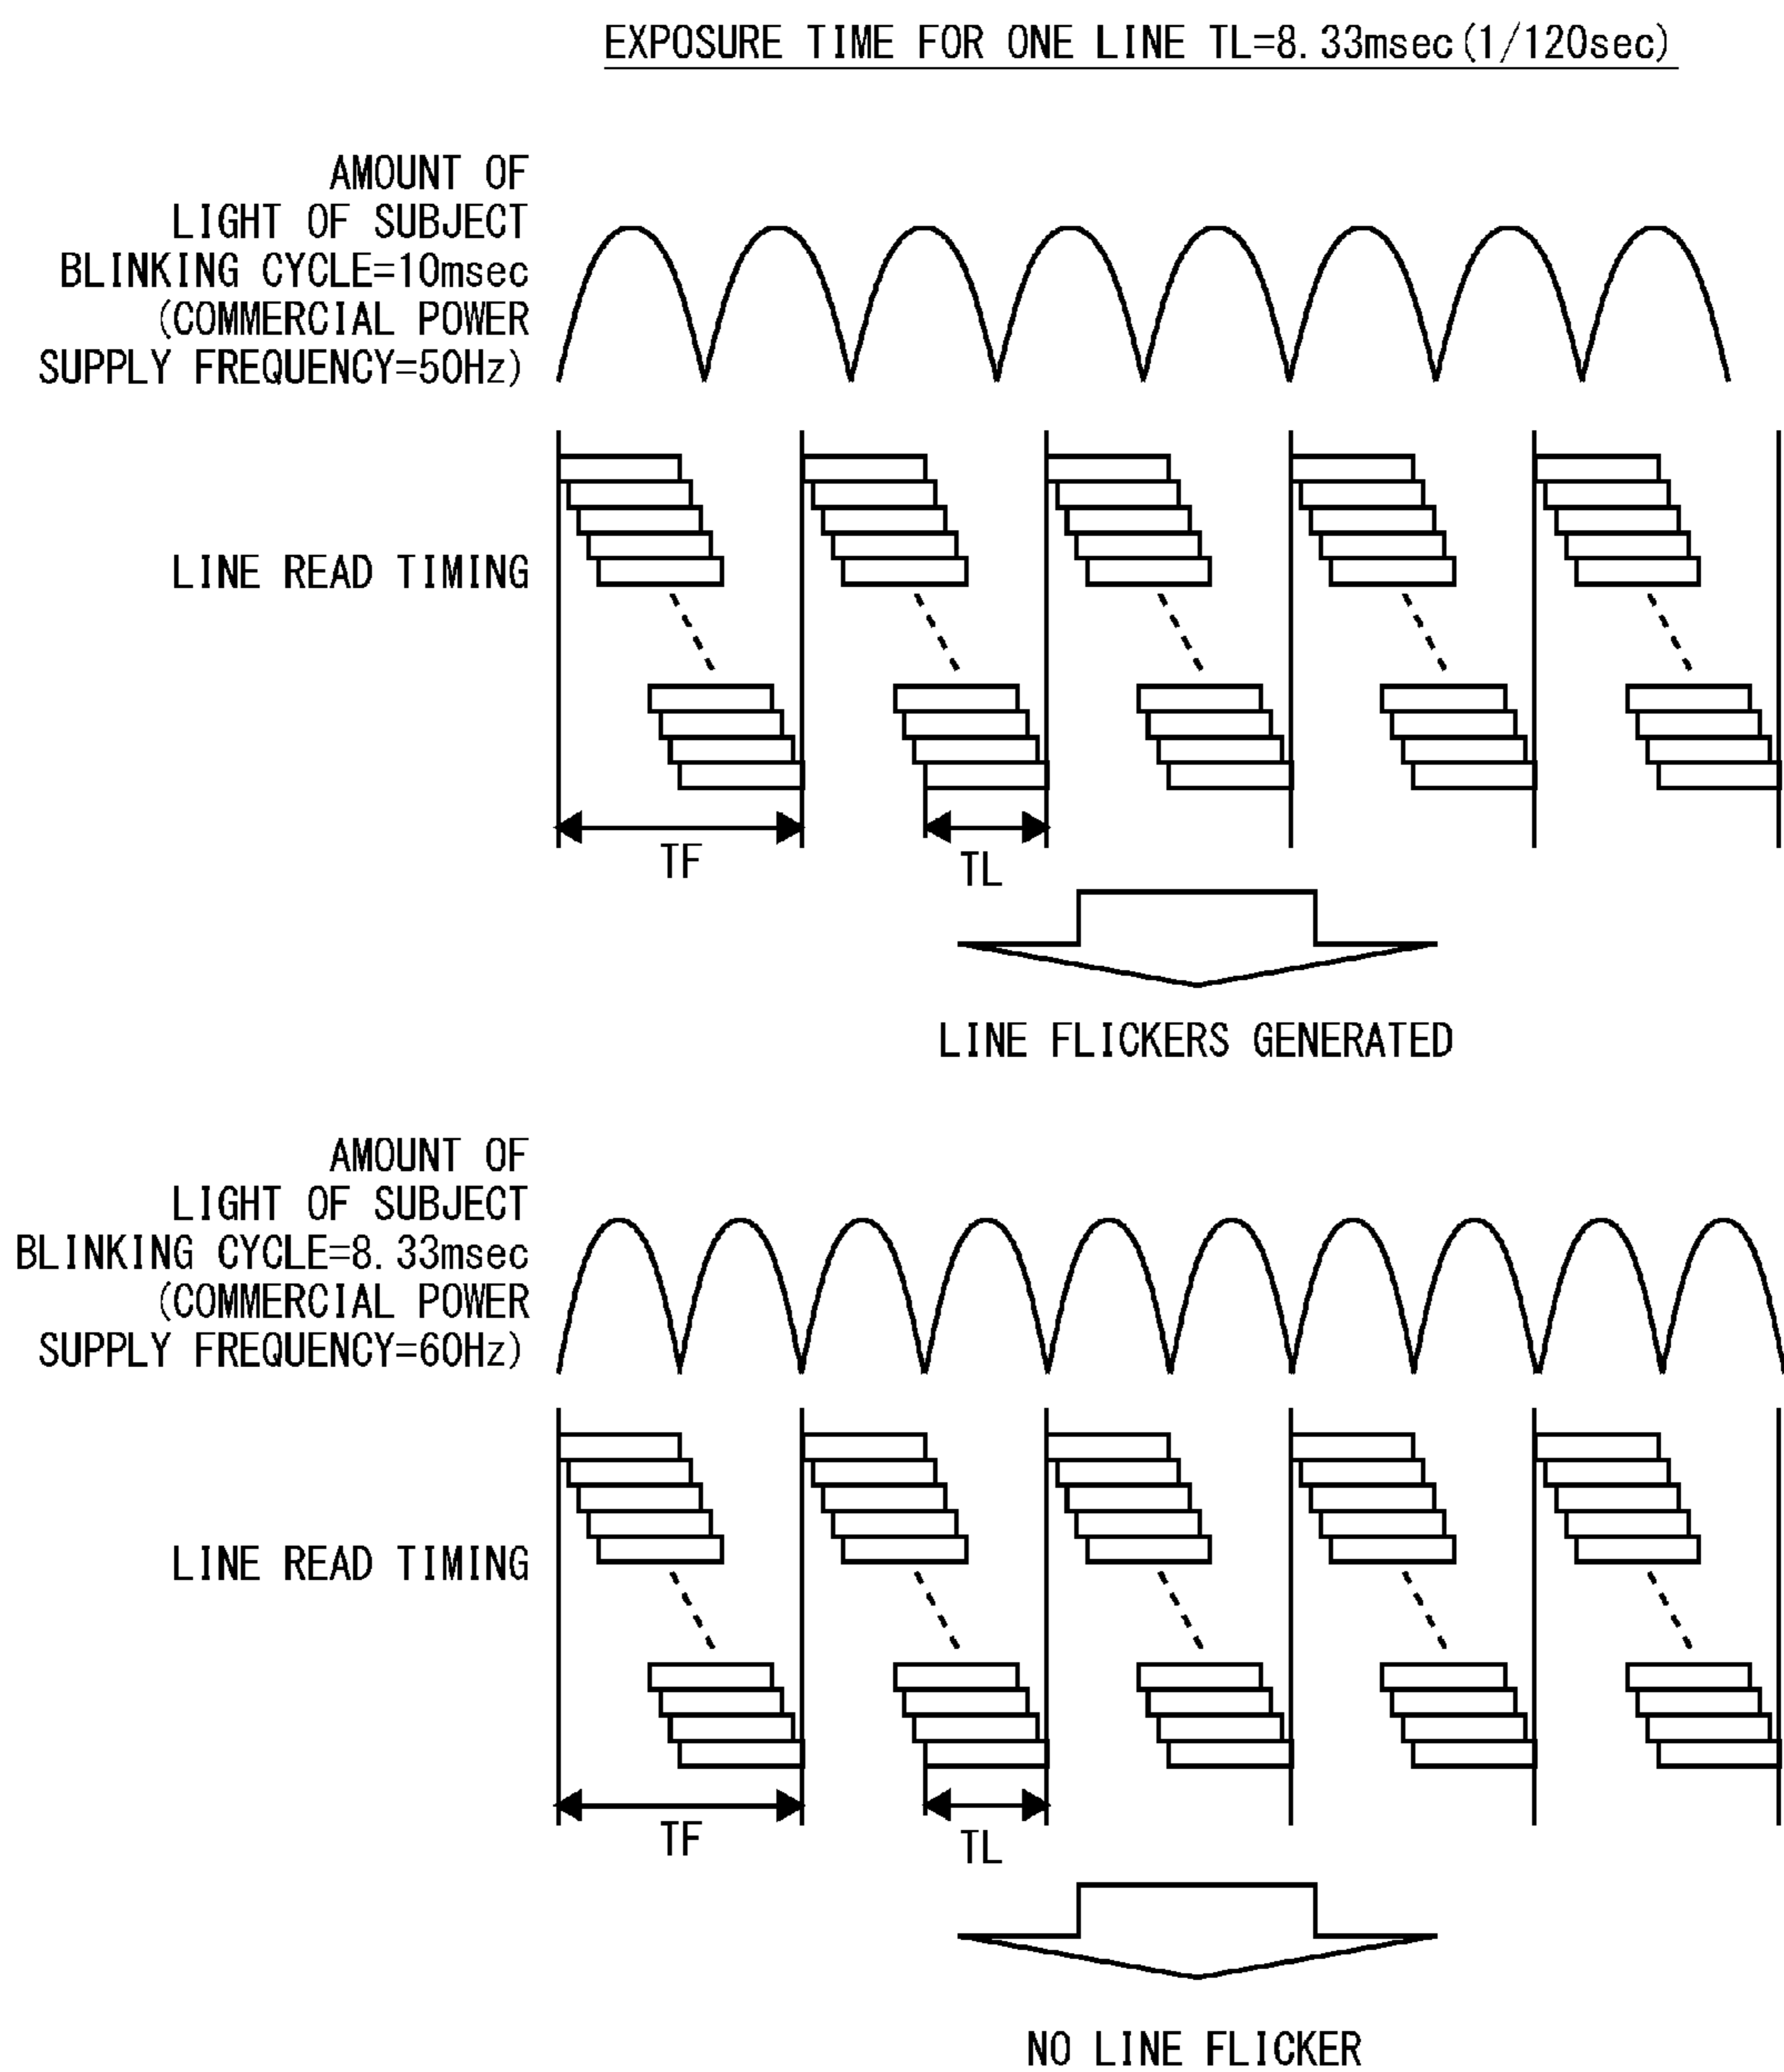 EXPOSURE TIME FOR ONE LINE TL=8.33msec(1/120sec)
AMOUNT OF
LIGHT OF SUBJECT
BLINKING CYCLE=10msec
(COMMERCIAL POWER
SUPPLY FREQUENCY=50Hz)
LINE READ TIMING
TF
TL
LINE FLICKERS GENERATED
AMOUNT OF
LIGHT OF SUBJECT
BLINKING CYCLE=8.33msec
(COMMERCIAL POWER
SUPPLY FREQUENCY=60Hz)
LINE READ TIMING
TF
TL
NO LINE FLICKER